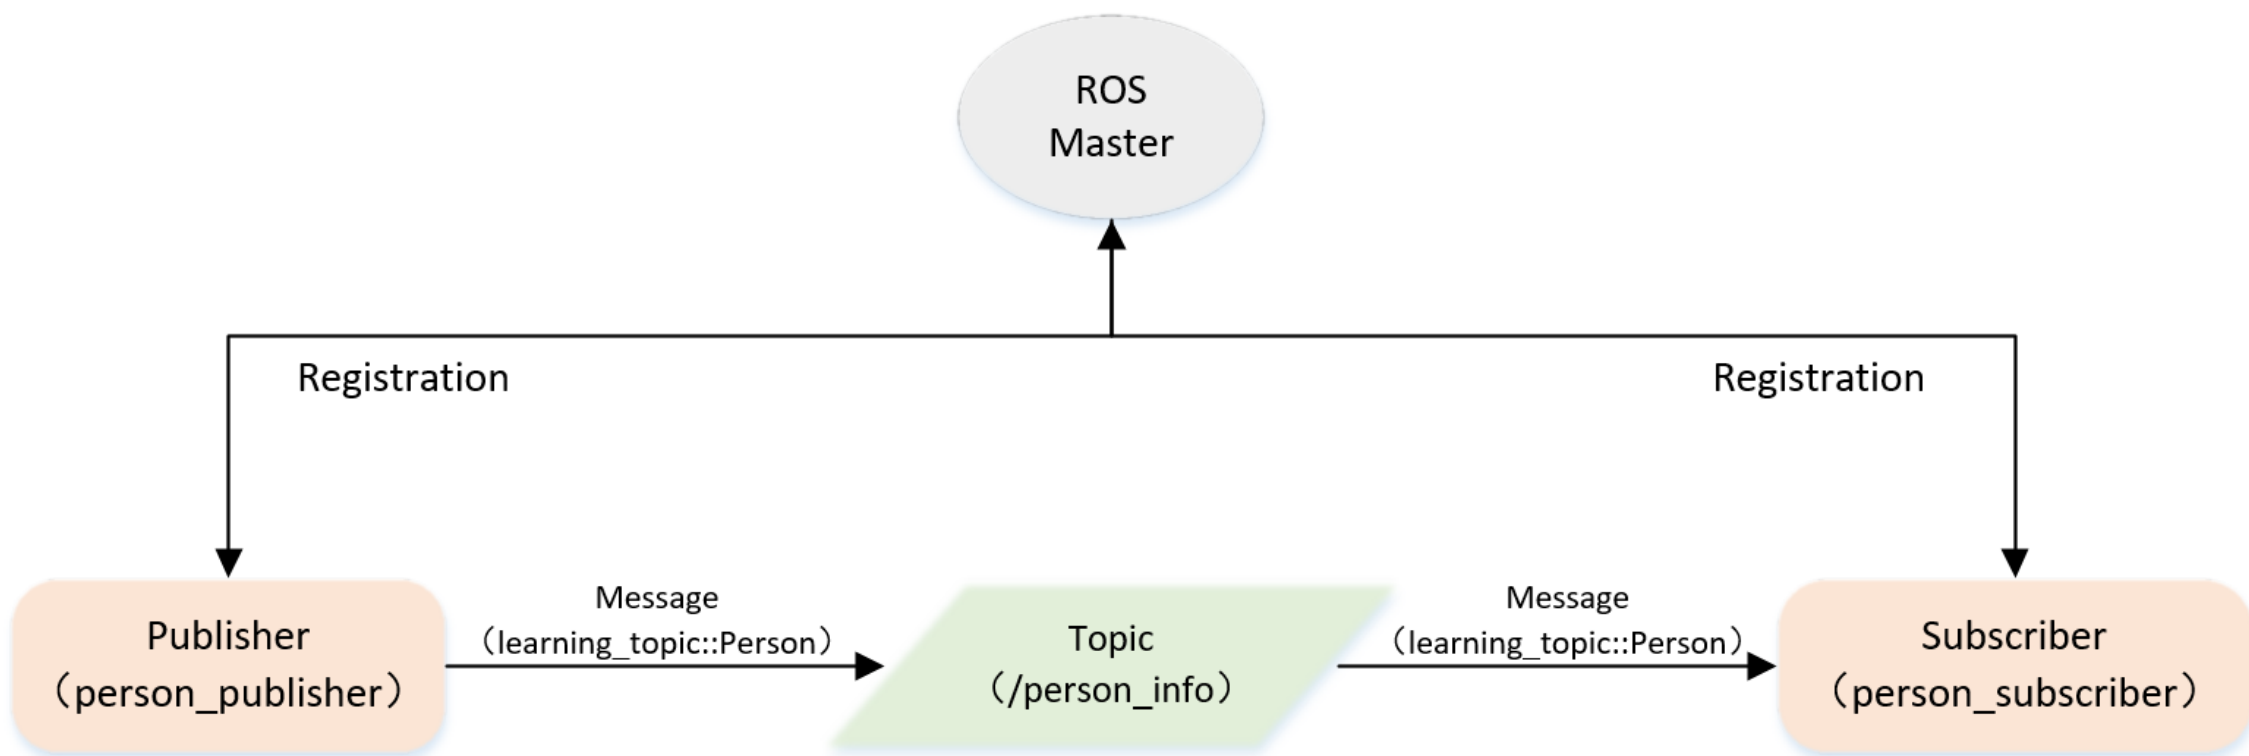 ROS
Master
Registration
Registration
Publisher
（person_publisher）
Message
（learning_topic::Person）
Topic
（/person_info）
Message
（learning_topic::Person）
Subscriber
（person_subscriber）